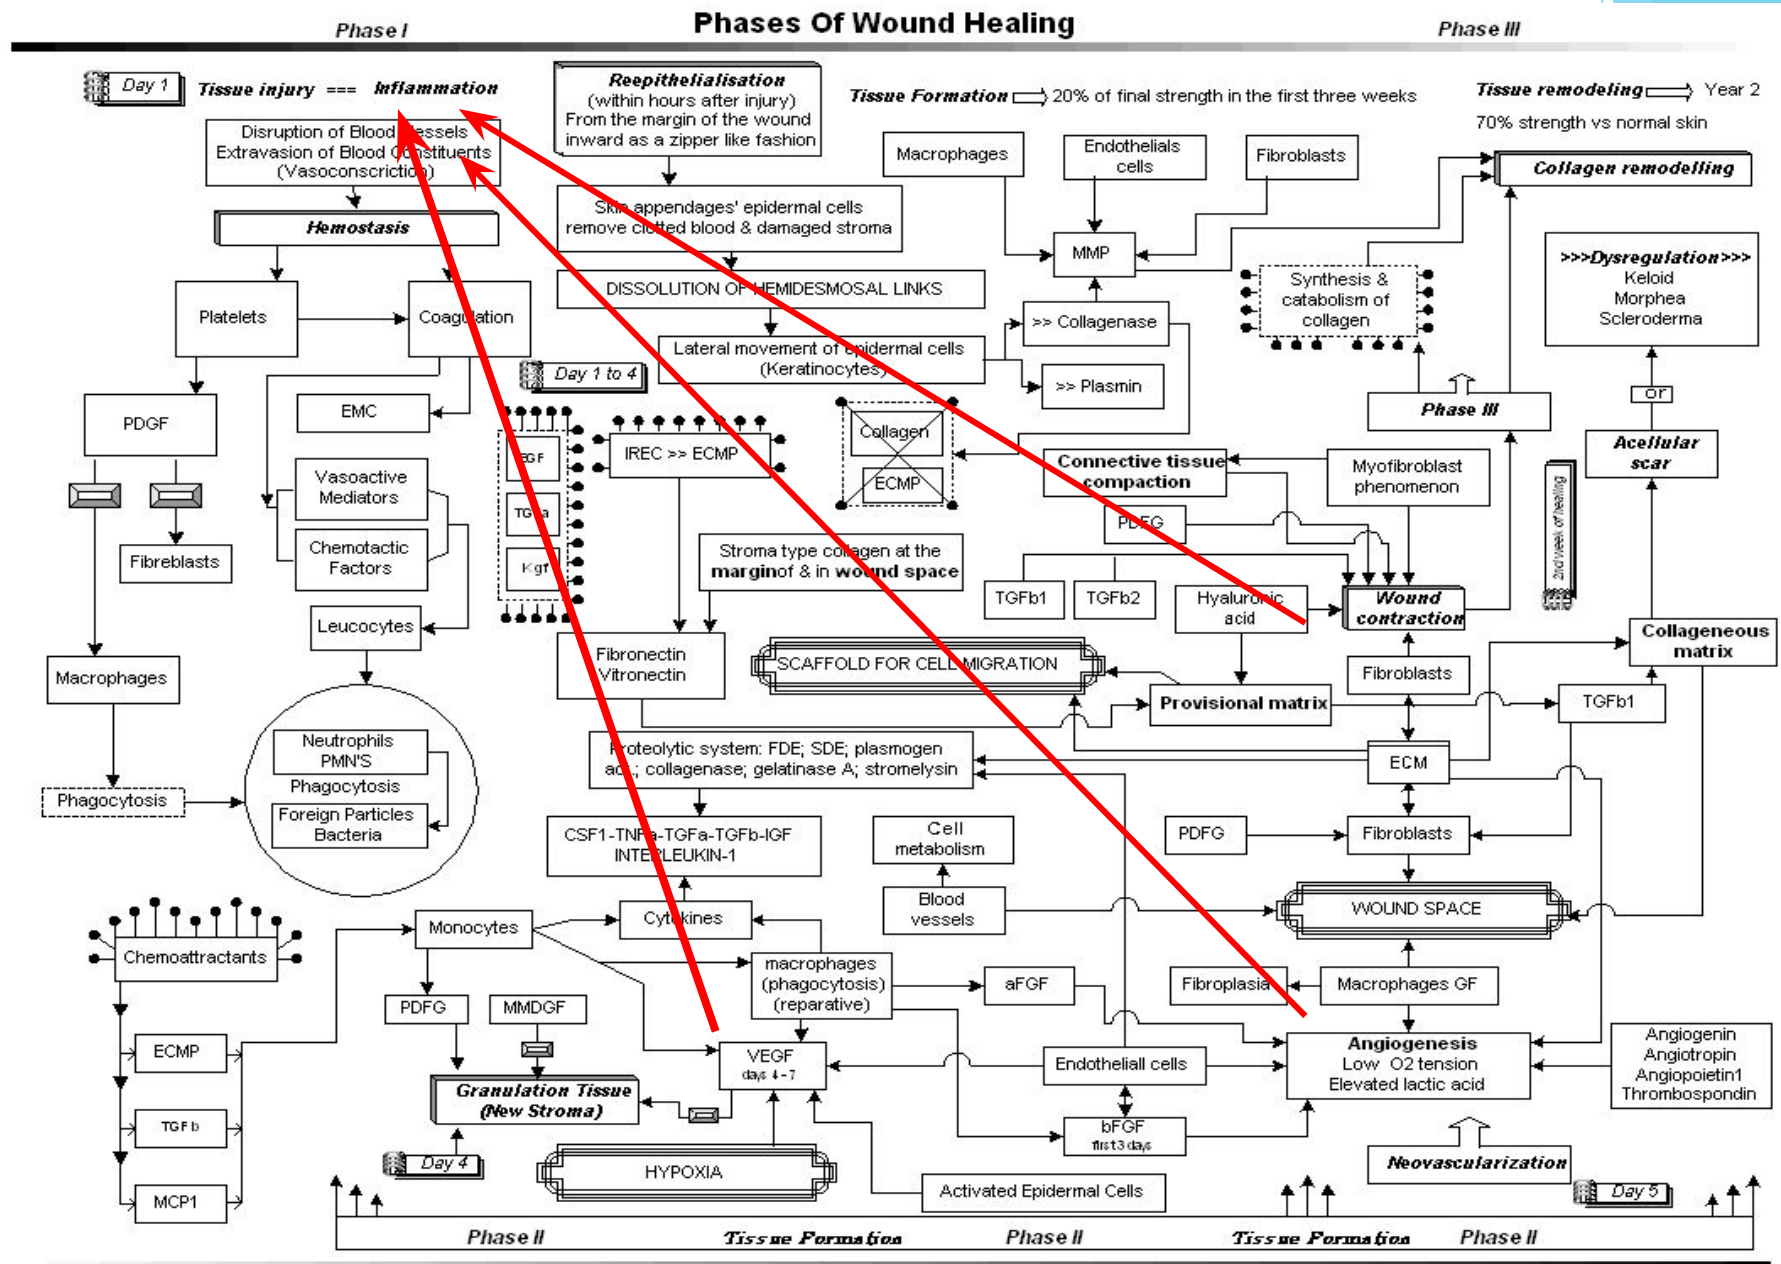 Phase I
Phases Of Wound Healing
Phase III
Day 1
Tissue injury === Inflammation
Disruption of Blood Vessels
Extravasion of Blood Constituents
(Vasoconscription)
Hemostasis
Platelets
Coagulation
PDGF
EMC
Vasoactive
Mediators
Chemotactic
Factors
Fibreblasts
Leucocytes
Macrophages
Neutrophils
PMN'S
Phagocytosis
Foreign Particles
Bacteria
Phagocytosis
Reepithelialisation
(within hours after injury)
From the margin of the wound
inward as a zipper like fashion
Skin appendages' epidermal cells
remove clotted blood & damaged stroma
DISSOLUTION OF HEMIDESMOSAL LINKS
Lateral movement of epidermal cells
(Keratinocytes)
>> Collagenase
>> Plasmin
Day 1 to 4
EGF
TGFa
Kgf
IREC >> ECMP
Collagen
ECMP
Stroma type collagen at the
marginof & in wound space
Fibronectin
Vitronectin
SCAFFOLD FOR CELL MIGRATION
Tissue Formation
20% of final strength in the first three weeks
Macrophages
Endothelials
cells
Fibroblasts
MMP
Tissue remodeling
Year 2
70% strength vs normal skin
Collagen remodelling
Synthesis &
catabolism of
collagen
>>>Dysregulation>>>
Keloid
Morphea
Scleroderma
or
Phase III
Acellular
scar
Connective tissue
compaction
Myofibroblast
phenomenon
2nd week of healing
PDFG
TGFb1
TGFb2
Hyaluronic
acid
Wound
contraction
Collageneous
matrix
Fibroblasts
Provisional matrix
TGFb1
Proteolytic system: FDE; SDE; plasmogen
act.; collagenase; gelatinase A; stromelysin
ECM
CSF1-TNFa-TGFa-TGFb-IGF
INTERLEUKIN-1
Cell
metabolism
PDFG
Fibroblasts
Blood
vessels
WOUND SPACE
Chemoattractants
Monocytes
Cytokines
macrophages
(phagocytosis)
(reparative)
aFGF
Fibroplasia
Macrophages GF
PDFG
MMDGF
ECMP
TGFb
MCP1
VEGF
days 4-7
Endotheliall cells
Angiogenesis
Low O2 tension
Elevated lactic acid
Angiogenin
Angiotropin
Angiopoietin1
Thrombospondin
Granulation Tissue
(New Stroma)
bFGF
first 3 days
Day 4
HYPOXIA
Activated Epidermal Cells
Neovascularization
Day 5
Phase II
Tissue Formation
Phase II
Tissue Formation
Phase II